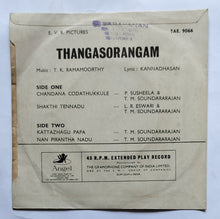 E. V. R. PICTURES
TAE. 9066
THANGASORANGAM
Music : T. K. RAMAMOORTHY
Lyric : KANNADHASAN
SIDE ONE
CHANDANA CODATHUKKULE - P. SUSHEELA &
T. M. SOUNDARARAJAN
SHAKTHI TENNADU - L. R. ESWARI &
T. M. SOUNDARARAJAN
SIDE TWO
KATTAZHAGU PAPA - T. M. SOUNDARARAJAN
NAN PIRANTHA NADU - T. M. SOUNDARARAJAN
Angel
45 R.P.M. EXTENDED PLAY RECORD
THE GRAMOPHONE COMPANY OF INDIA LIMITED